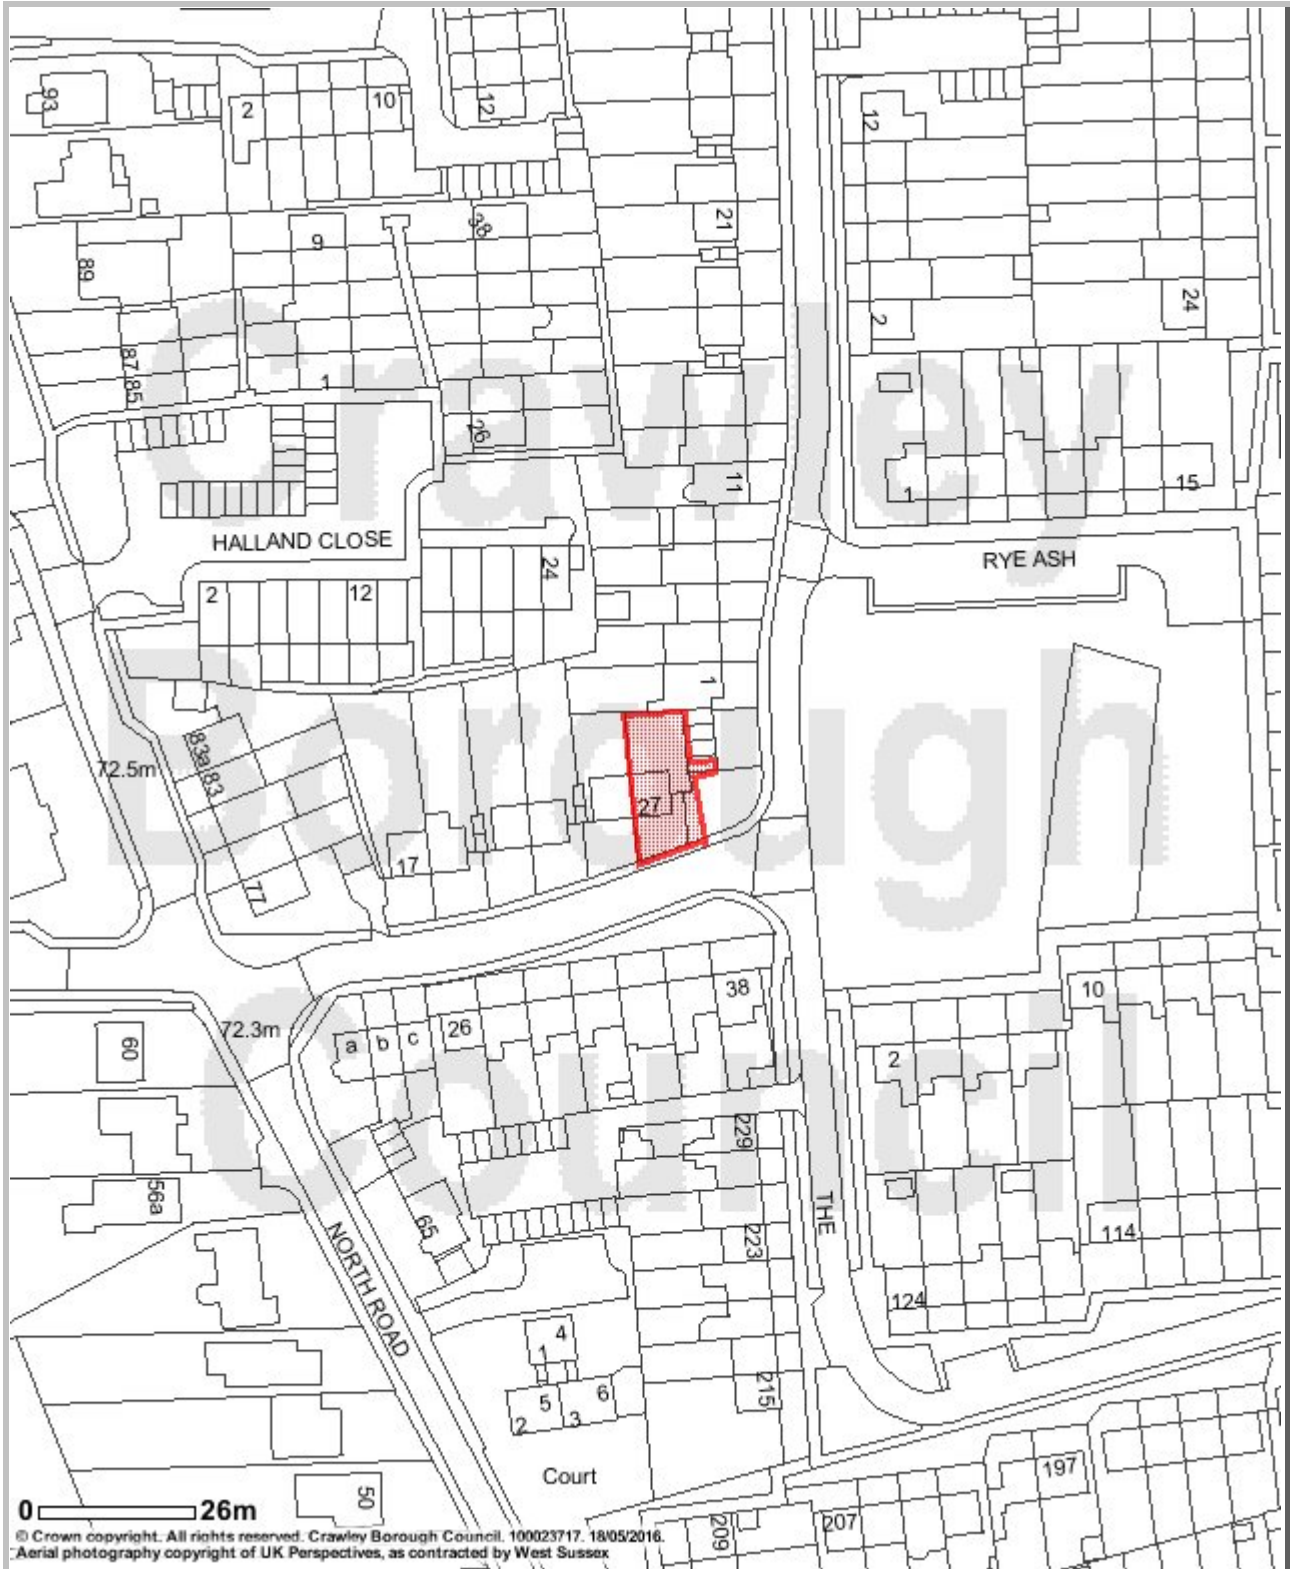 93
2
10
12
12
9
38
21
89
2
24
87
85
1
26
11
1
15
HALLAND CLOSE
RYE ASH
2
12
24
1
83a
83
72.5m
27
17
77
38
10
72.3m
a
b
c
26
60
2
229
56a
65
THE
223
114
NORTH ROAD
124
4
1
5
6
2
3
215
Court
197
50
0
26m
209
207
Crawley
Borough
Council
© Crown copyright. All rights reserved. Crawley Borough Council. 100023717. 18/05/2016.
Aerial photography copyright of UK Perspectives, as contracted by West Sussex